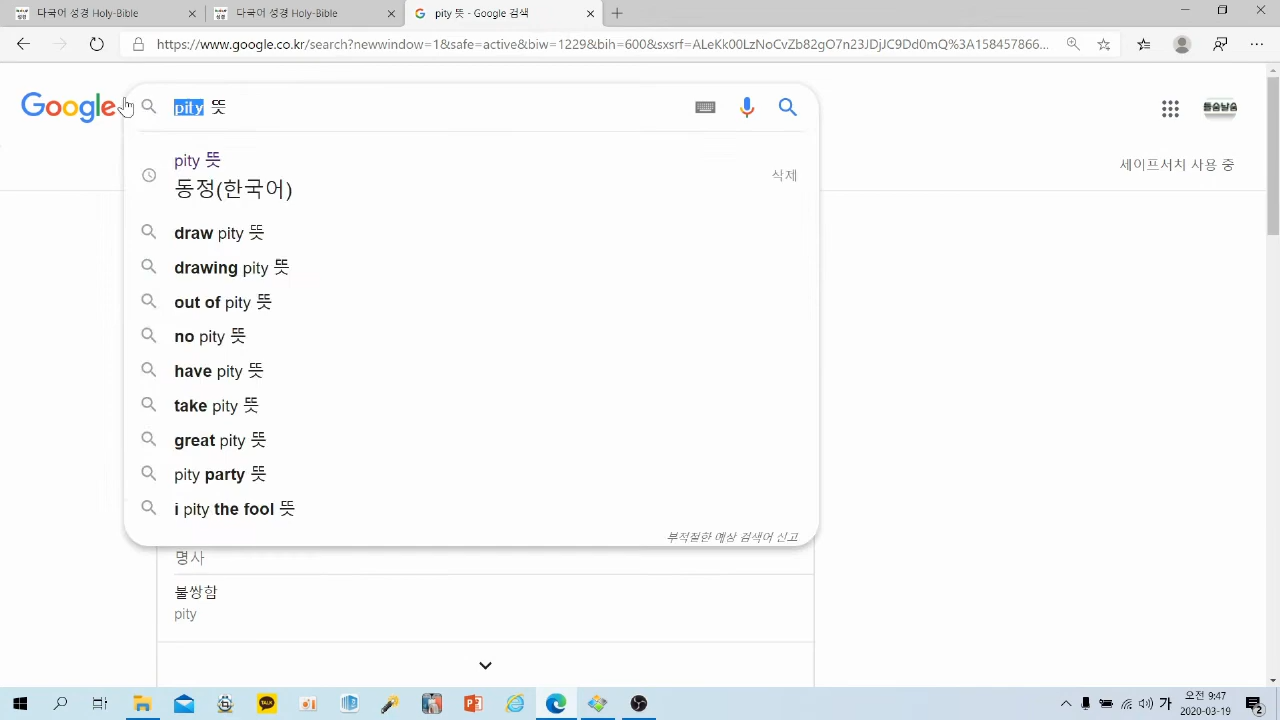 다국어 성경 Holy-Bible
다국어 성경 Holy-Bible
pity 뜻 - Google 검색
https://www.google.co.kr/search?newwindow=1&safe=active&biw=1229&bih=600&sxsrf=ALeKk00LzNoCvZb82gO7n23JDjJC9Dd0mQ%3A158457866...
Google
pity 뜻
세이프서치 사용 중
pity 뜻
동정(한국어)
삭제
draw pity 뜻
drawing pity 뜻
out of pity 뜻
no pity 뜻
have pity 뜻
take pity 뜻
great pity 뜻
pity party 뜻
i pity the fool 뜻
부적절한 예상 검색어 신고
명사
불쌍함
pity
TALK
가
오전 9:47
2020-03-19
2